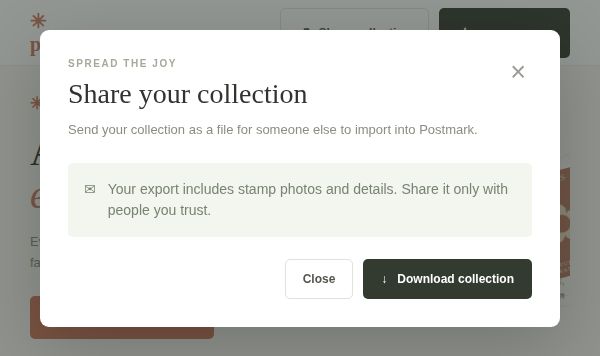 SPREAD THE JOY
Share your collection
Send your collection as a file for someone else to import into Postmark.
✉ Your export includes stamp photos and details. Share it only with
people you trust.
Close
↓ Download collection